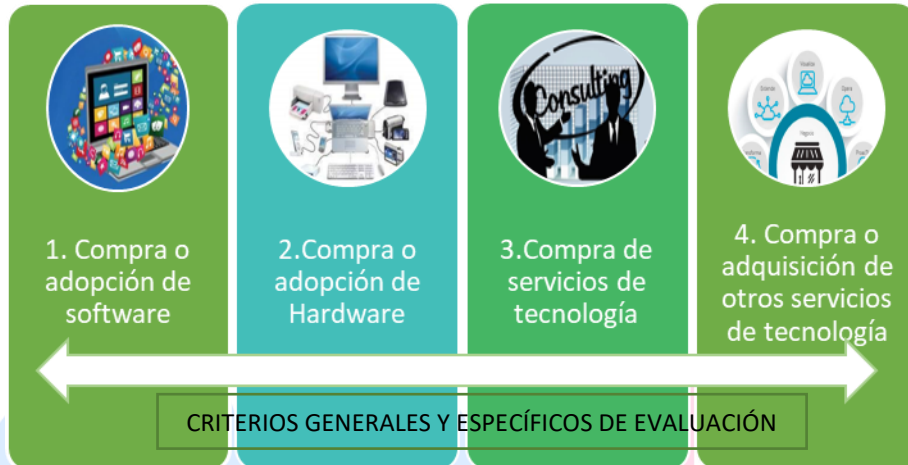 Consulting
Negocio
1. Compra o
adopción de
software
2.Compra o
adopción de
Hardware
3.Compra de
servicios de
tecnología
4. Compra o
adquisición de
otros servicios
de tecnología
CRITERIOS GENERALES Y ESPECÍFICOS DE EVALUACIÓN